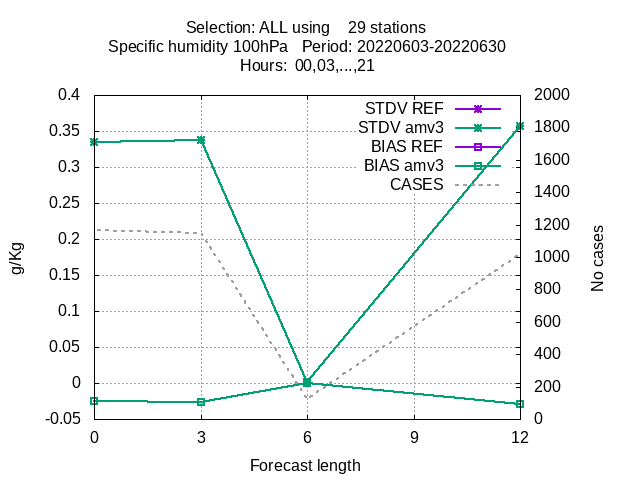 Selection: ALL using 29 stations
Specific humidity 100hPa Period: 20220603-20220630
Hours: 00,03,...,21
0.4
0.35
0.3
0.25
0.2
0.15
0.1
0.05
0
-0.05
g/Kg
STDV REF
STDV amv3
BIAS REF
BIAS amv3
CASES
2000
1800
1600
1400
1200
1000
800
600
400
200
0
No cases
0 3 6 9 12
Forecast length